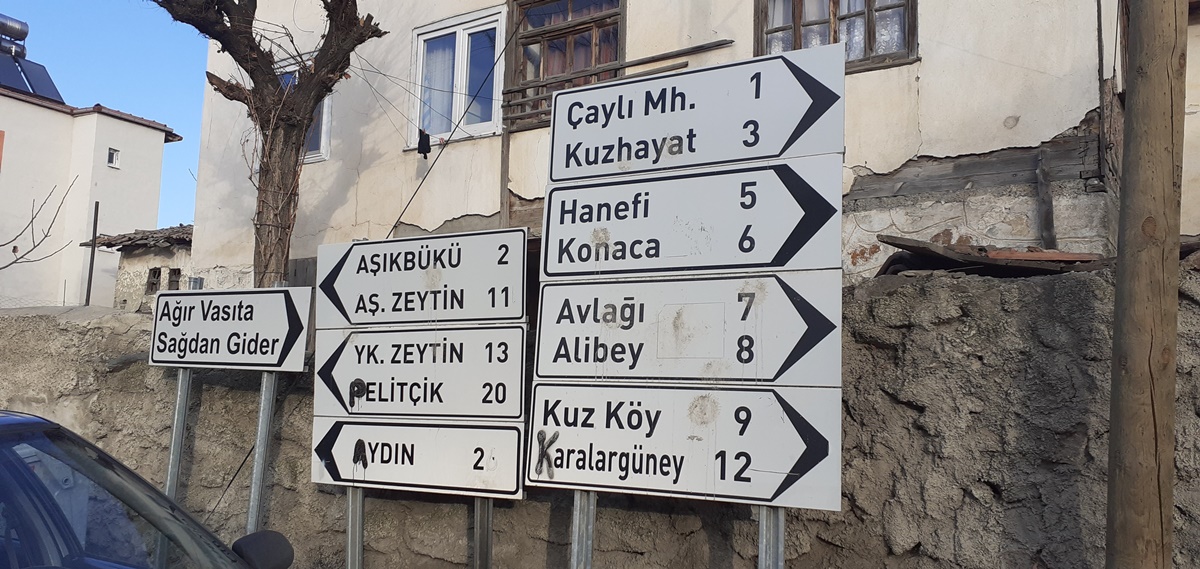 Ağır Vasıta
Sağdan Gider
AŞIKBÜKÜ 2
AŞ. ZEYTİN 11
YK. ZEYTİN 13
PELİTÇİK 20
AYDIN
Çaylı Mh. 1
Kuzhayat 3
Hanefi 5
Konaca 6
Avlağı 7
Alibey 8
Kuz Köy 9
Karalargüney 12